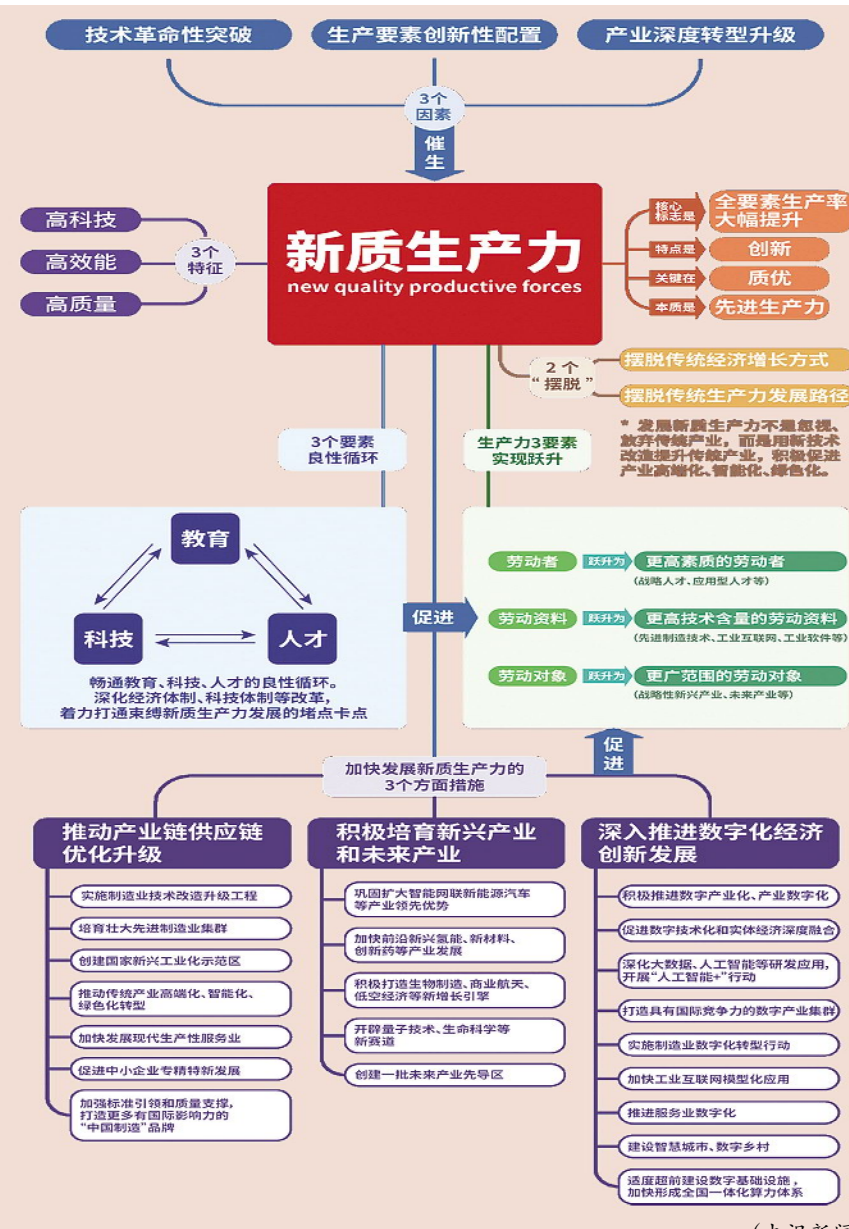 技术革命性突破
生产要素创新性配置
产业深度转型升级
3个
因素
催
生
高科技
高效能
高质量
3个
特征
新质生产力
new quality productive forces
核心
标志是
全要素生产率
大幅提升
特点是
创新
关键在
质优
本质是
先进生产力
2个
“摆脱”
摆脱传统经济增长方式
摆脱传统生产力发展路径
* 发展新质生产力不是忽视、
放弃传统产业，而是用新技术
改造提升传统产业，积极促进
产业高端化、智能化、绿色化。
3个要素
良性循环
生产力3要素
实现跃升
教育
科技
人才
畅通教育、科技、人才的良性循环。
深化经济体制、科技体制等改革，
着力打通束缚新质生产力发展的堵点卡点
促进
劳动者
跃升为
更高素质的劳动者
(战略人才、应用型人才等)
劳动资料
跃升为
更高技术含量的劳动资料
(先进制造技术、工业互联网、工业软件等)
劳动对象
跃升为
更广范围的劳动对象
(战略性新兴产业、未来产业等)
促
进
加快发展新质生产力的
3个方面措施
推动产业链供应链
优化升级
实施制造业技术改造升级工程
培育壮大先进制造业集群
创建国家新兴工业化示范区
推动传统产业高端化、智能化、
绿色化转型
加快发展现代生产性服务业
促进中小企业专精特新发展
加强标准引领和质量支撑，
打造更多有国际影响力的
“中国制造”品牌
积极培育新兴产业
和未来产业
巩固扩大智能网联新能源汽车
等产业领先优势
加快前沿新兴氢能、新材料、
创新药等产业发展
积极打造生物制造、商业航天、
低空经济等新增长引擎
开辟量子技术、生命科学等
新赛道
创建一批未来产业先导区
深入推进数字化经济
创新发展
积极推进数字产业化、产业数字化
促进数字技术化和实体经济深度融合
深化大数据、人工智能等研发应用，
开展“人工智能+”行动
打造具有国际竞争力的数字产业集群
实施制造业数字化转型行动
加快工业互联网模型化应用
推进服务业数字化
建设智慧城市、数字乡村
适度超前建设数字基础设施，
加快形成全国一体化算力体系